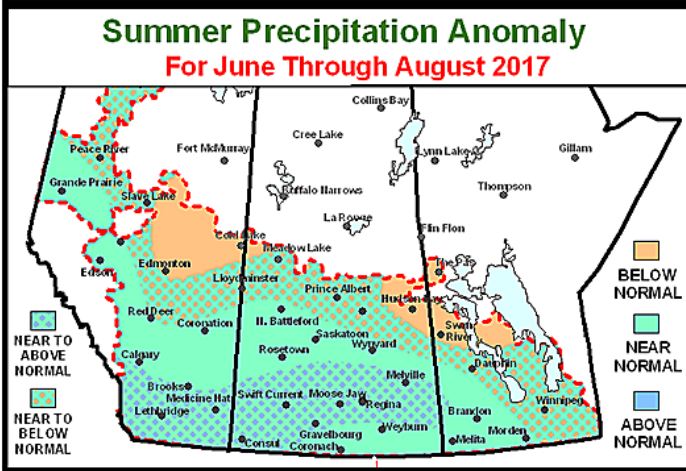 Summer Precipitation Anomaly
For June Through August 2017
Collins Bay
Cree Lake
Peace River
Fort McMurray
Lynn Lake
Gillam
Grande Prairie
Buffalo Narrows
Thompson
Slave Lake
La Ronge
Flin Flon
Cold Lake
Meadow Lake
The Pas
Edson
Edmonton
BELOW
NORMAL
Lloydminster
Prince Albert
Hudson Bay
Red Deer
N. Battleford
Coronation
Saskatoon
Swan
River
NEAR
NORMAL
NEAR TO
ABOVE
NORMAL
Calgary
Rosetown
Wynyard
Dauphin
Brooks
Melville
Medicine Hat
Swift Current
Moose Jaw
Regina
Winnipeg
NEAR TO
BELOW
NORMAL
Lethbridge
Brandon
ABOVE
NORMAL
Gravelbourg
Weyburn
Morden
Consul
Coronach
Melita